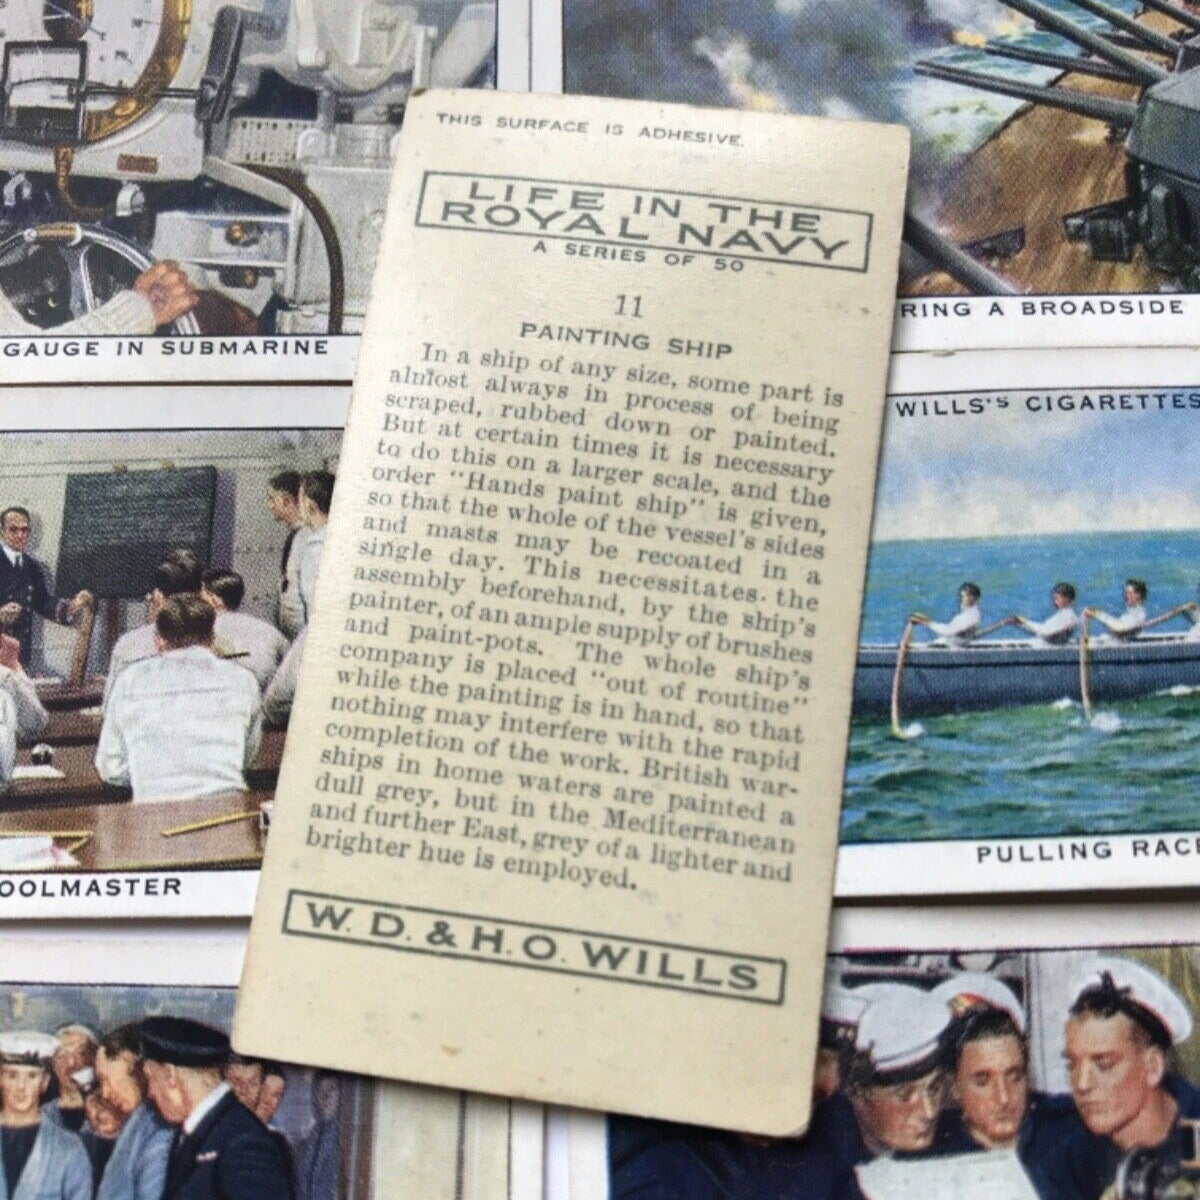 THIS SURFACE IS ADHESIVE.
LIFE IN THE
ROYAL NAVY
A SERIES OF 50
11
PAINTING SHIP
In a ship of any size, some part is
almost always in process of being
scraped, rubbed down or painted.
But at certain times it is necessary
to do this on a larger scale, and the
order "Hands paint ship" is given,
so that the whole of the vessel's sides
and masts may be recoated in a
single day. This necessitates the
assembly beforehand, by the ship's
painter, of an ample supply of brushes
and paint-pots. The whole ship's
company is placed "out of routine"
while the painting is in hand, so that
nothing may interfere with the rapid
completion of the work. British war-
ships in home waters are painted a
dull grey, but in the Mediterranean
and further East, grey of a lighter and
brighter hue is employed.
W. D. & H. O. WILLS
GAUGE IN SUBMARINE
RING A BROADSIDE
WILLS'S CIGARETTES
OOLMASTER
PULLING RACE